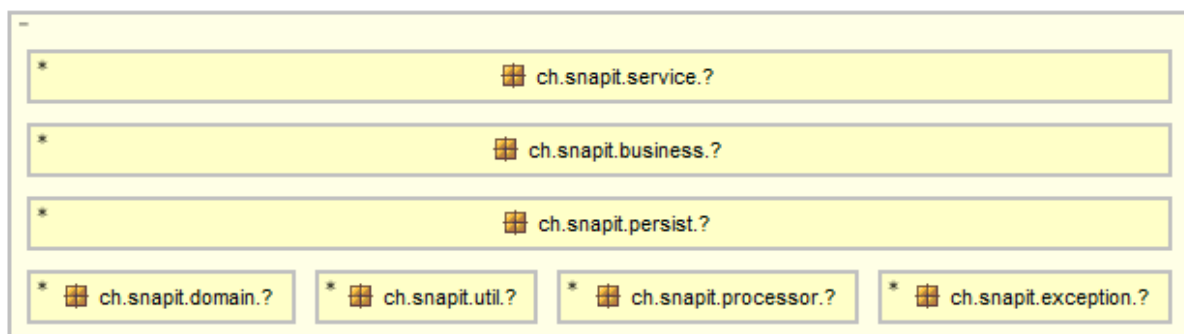 * ch.snapit.service.?
* ch.snapit.business.?
* ch.snapit.persist.?
* ch.snapit.domain.? * ch.snapit.util.? * ch.snapit.processor.? * ch.snapit.exception.?